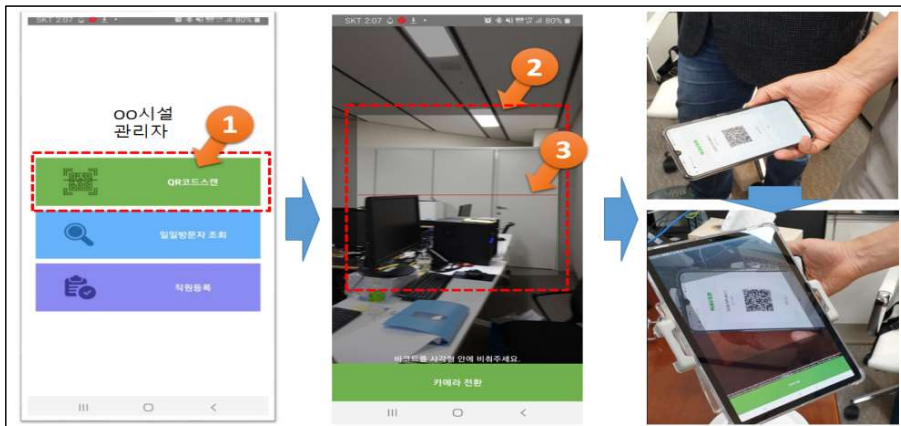 SKT 2:07
80%
OO시설
관리자
1
QR코드스캔
일일방문자 조회
직원등록
SKT 2:07
80%
2
3
바코드를 사각형 안에 비춰주세요.
카메라 전환